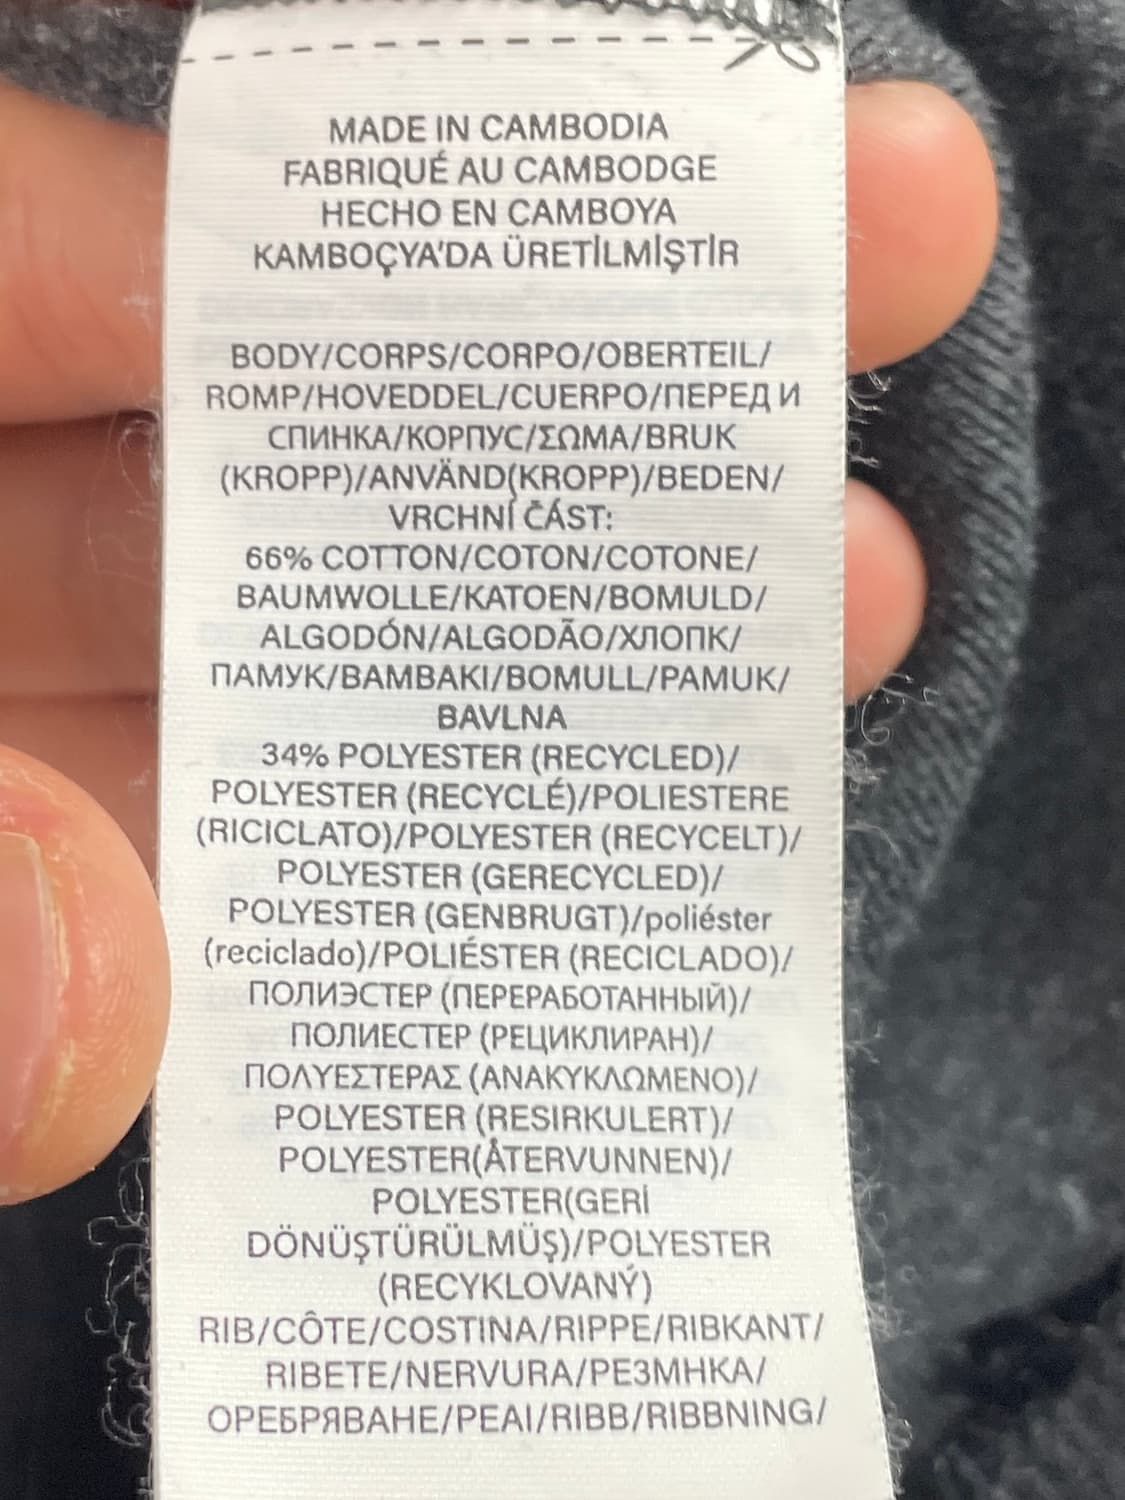 MADE IN CAMBODIA
FABRIQUÉ AU CAMBODGE
HECHO EN CAMBOYA
KAMBOÇYA'DA ÜRETİLMİŞTİR
BODY/CORPS/CORPO/OBERTEIL/
ROMP/HOVEDDEL/CUERPO/ПЕРЕД И
СПИНКА/КОРПУС/ΣΩΜΑ/BRUK
(KROPP)/ANVÄND(KROPP)/BEDEN/
VRCHNÍ ČÁST:
66% COTTON/COTON/COTONE/
BAUMWOLLE/KATOEN/BOMULD/
ALGODÓN/ALGODÃO/ХЛОПК/
ПАМУК/BAMBAKI/BOMULL/PAMUK/
BAVLNA
34% POLYESTER (RECYCLED)/
POLYESTER (RECYCLÉ)/POLIESTERE
(RICICLATO)/POLYESTER (RECYCELT)/
POLYESTER (GERECYCLED)/
POLYESTER (GENBRUGT)/poliéster
(reciclado)/POLIÉSTER (RECICLADO)/
ПОЛИЭСТЕР (ПЕРЕРАБОТАННЫЙ)/
ПОЛИЕСТЕР (РЕЦИКЛИРАН)/
ΠΟΛΥΕΣΤΕΡΑΣ (ΑΝΑΚΥΚΛΩΜΕΝΟ)/
POLYESTER (RESIRKULERT)/
POLYESTER(ÅTERVUNNEN)/
POLYESTER(GERİ
DÖNÜŞTÜRÜLMÜŞ)/POLYESTER
(RECYKLOVANÝ)
RIB/CÔTE/COSTINA/RIPPE/RIBKANT/
RIBETE/NERVURA/РЕЗМНКА/
ОРЕБРЯВАНЕ/PEAI/RIBB/RIBBNING/